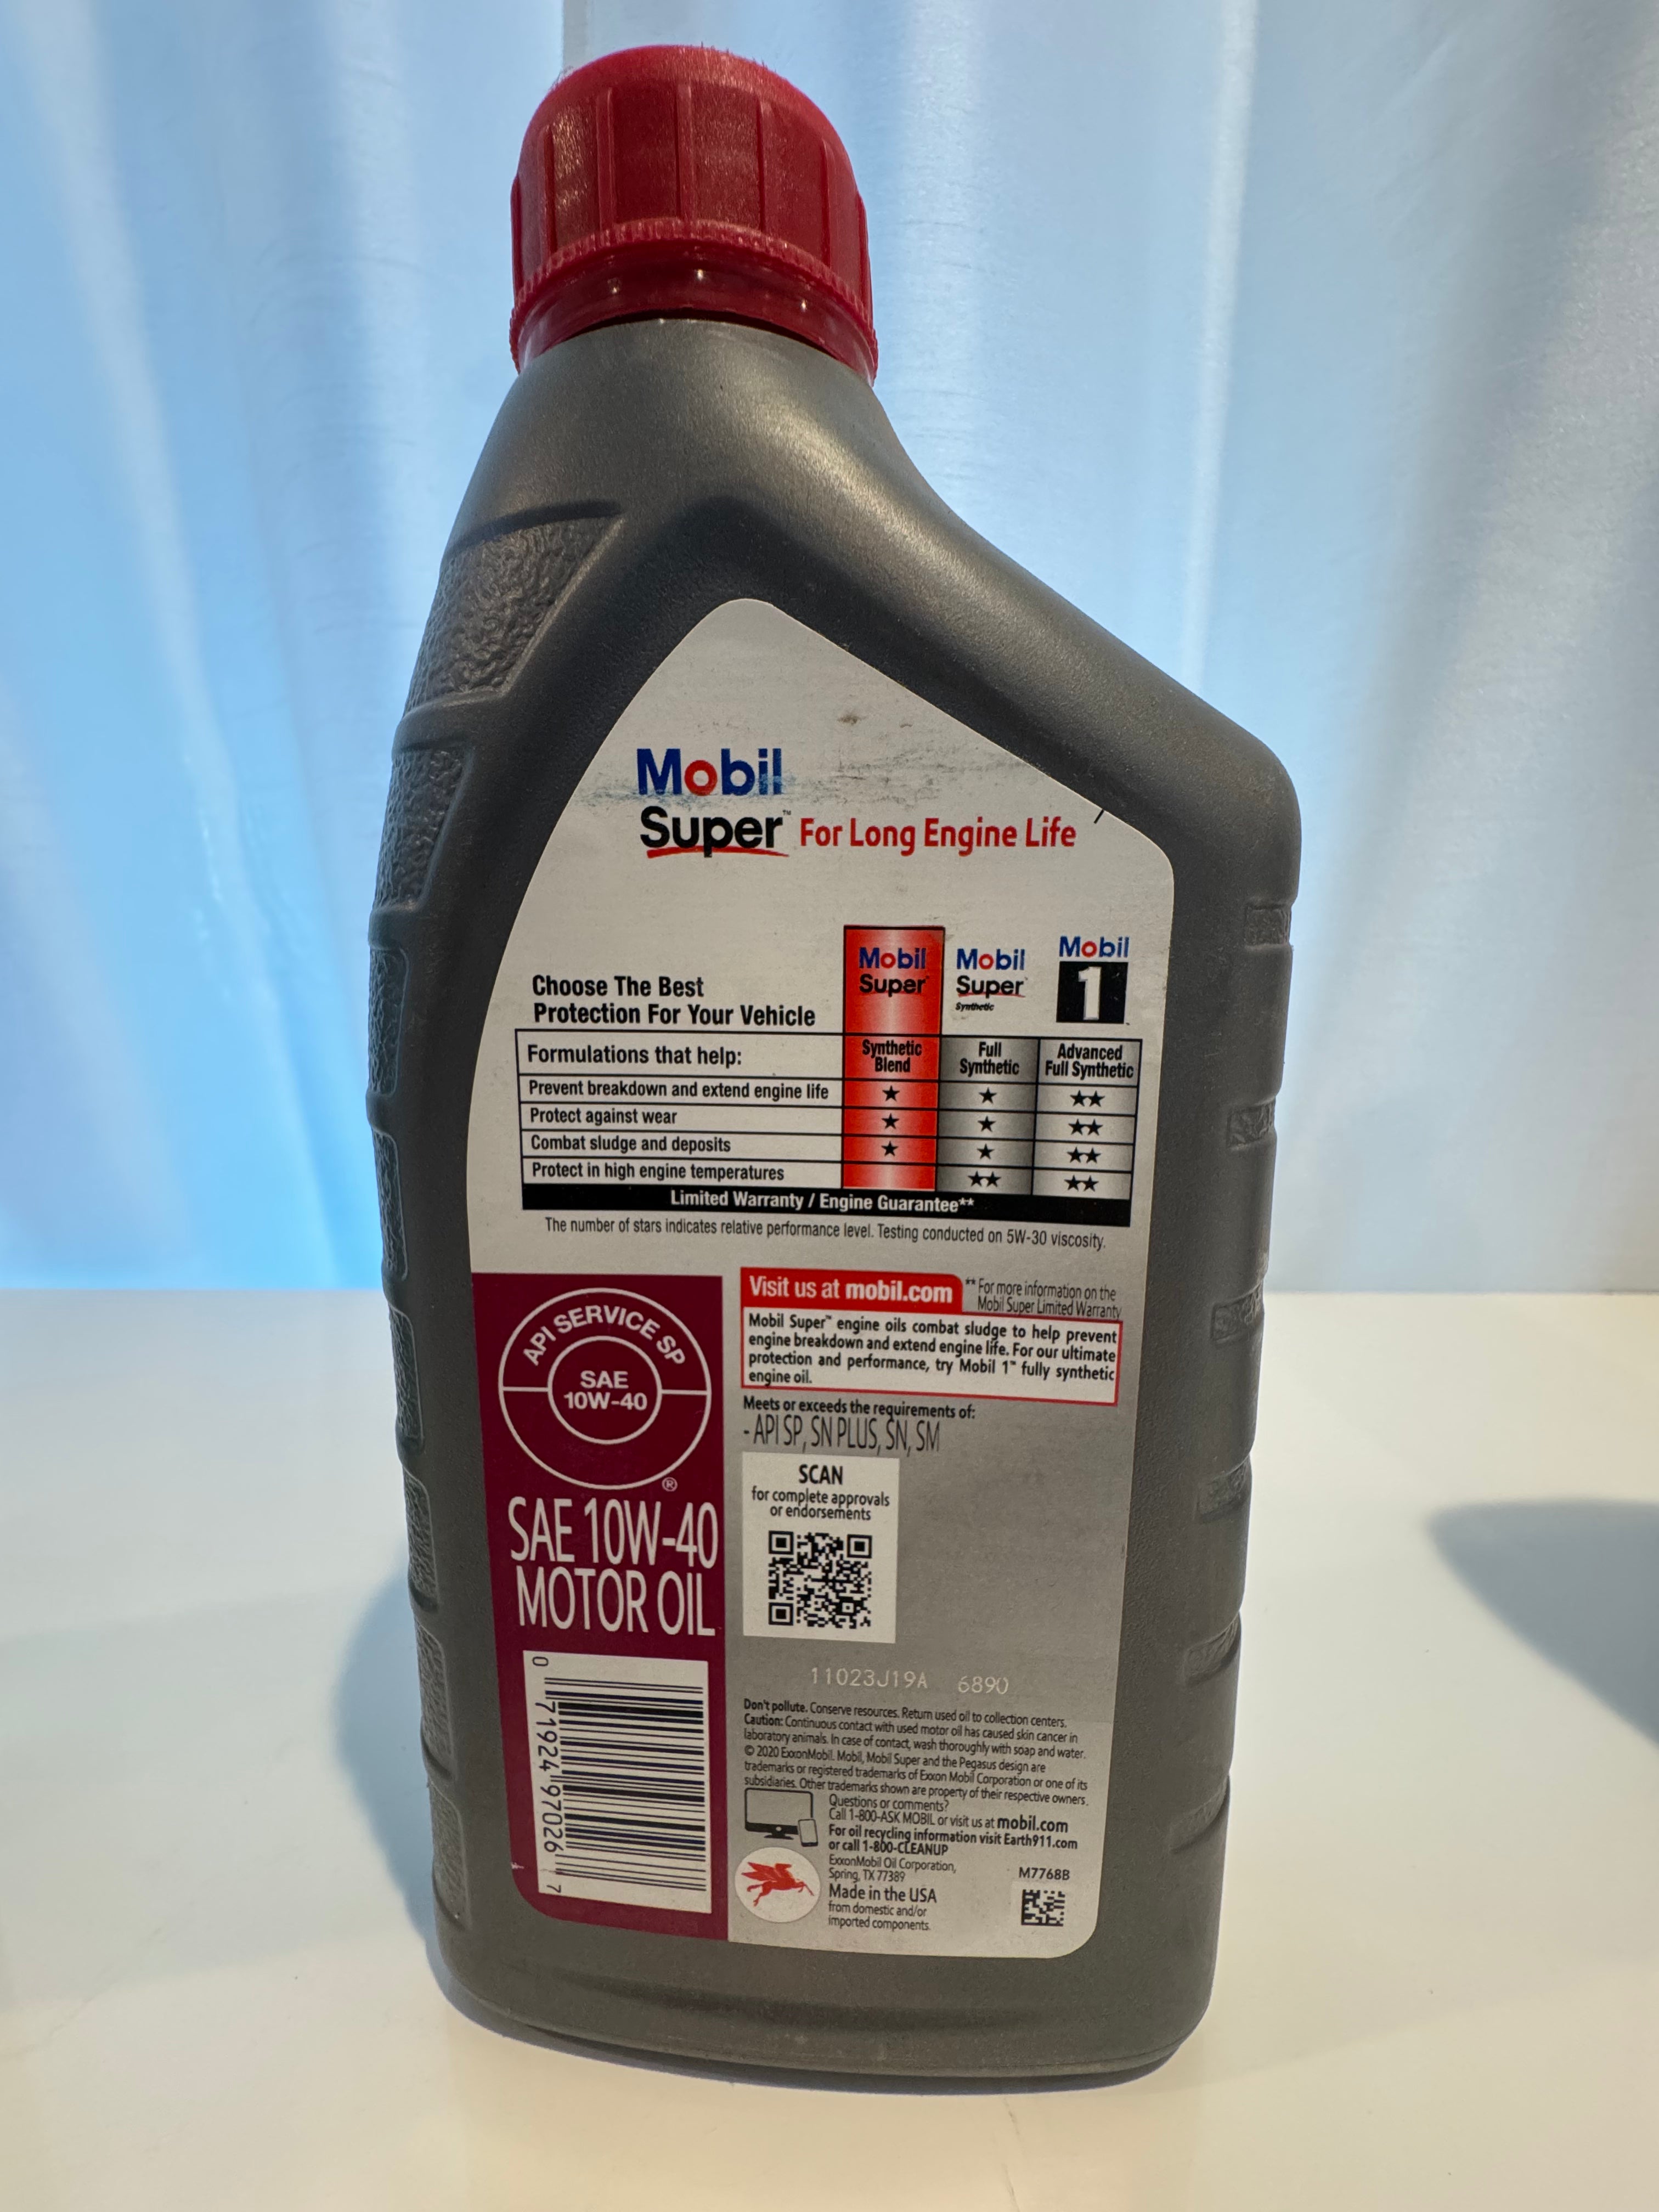 Mobil
Super™ For Long Engine Life
Choose The Best
Protection For Your Vehicle
Mobil
Super™
Mobil
Super™
Synthetic
Mobil
1™
Formulations that help:
Synthetic
Blend
Full
Synthetic
Advanced
Full Synthetic
Prevent breakdown and extend engine life ★ ★ ★★
Protect against wear ★ ★ ★★
Combat sludge and deposits ★ ★ ★★
Protect in high engine temperatures ★★ ★★
Limited Warranty / Engine Guarantee**
The number of stars indicates relative performance level. Testing conducted on 5W-30 viscosity.
API SERVICE SP
SAE
10W-40
®
SAE 10W-40
MOTOR OIL
0 71924 97026 7
Visit us at mobil.com
** For more information on the
Mobil Super Limited Warranty
Mobil Super™ engine oils combat sludge to help prevent
engine breakdown and extend engine life. For our ultimate
protection and performance, try Mobil 1™ fully synthetic
engine oil.
Meets or exceeds the requirements of:
- API SP, SN PLUS, SN, SM
SCAN
for complete approvals
or endorsements
11023J19A 6890
Don't pollute. Conserve resources. Return used oil to collection centers.
Caution: Continuous contact with used motor oil has caused skin cancer in
laboratory animals. In case of contact, wash thoroughly with soap and water.
© 2020 ExxonMobil. Mobil, Mobil Super and the Pegasus design are
trademarks or registered trademarks of Exxon Mobil Corporation or one of its
subsidiaries. Other trademarks shown are property of their respective owners.
Questions or comments?
Call 1-800-ASK MOBIL or visit us at mobil.com
For oil recycling information visit Earth911.com
or call 1-800-CLEANUP
ExxonMobil Oil Corporation,
Spring, TX 77389
Made in the USA
from domestic and/or
imported components.
M7768B